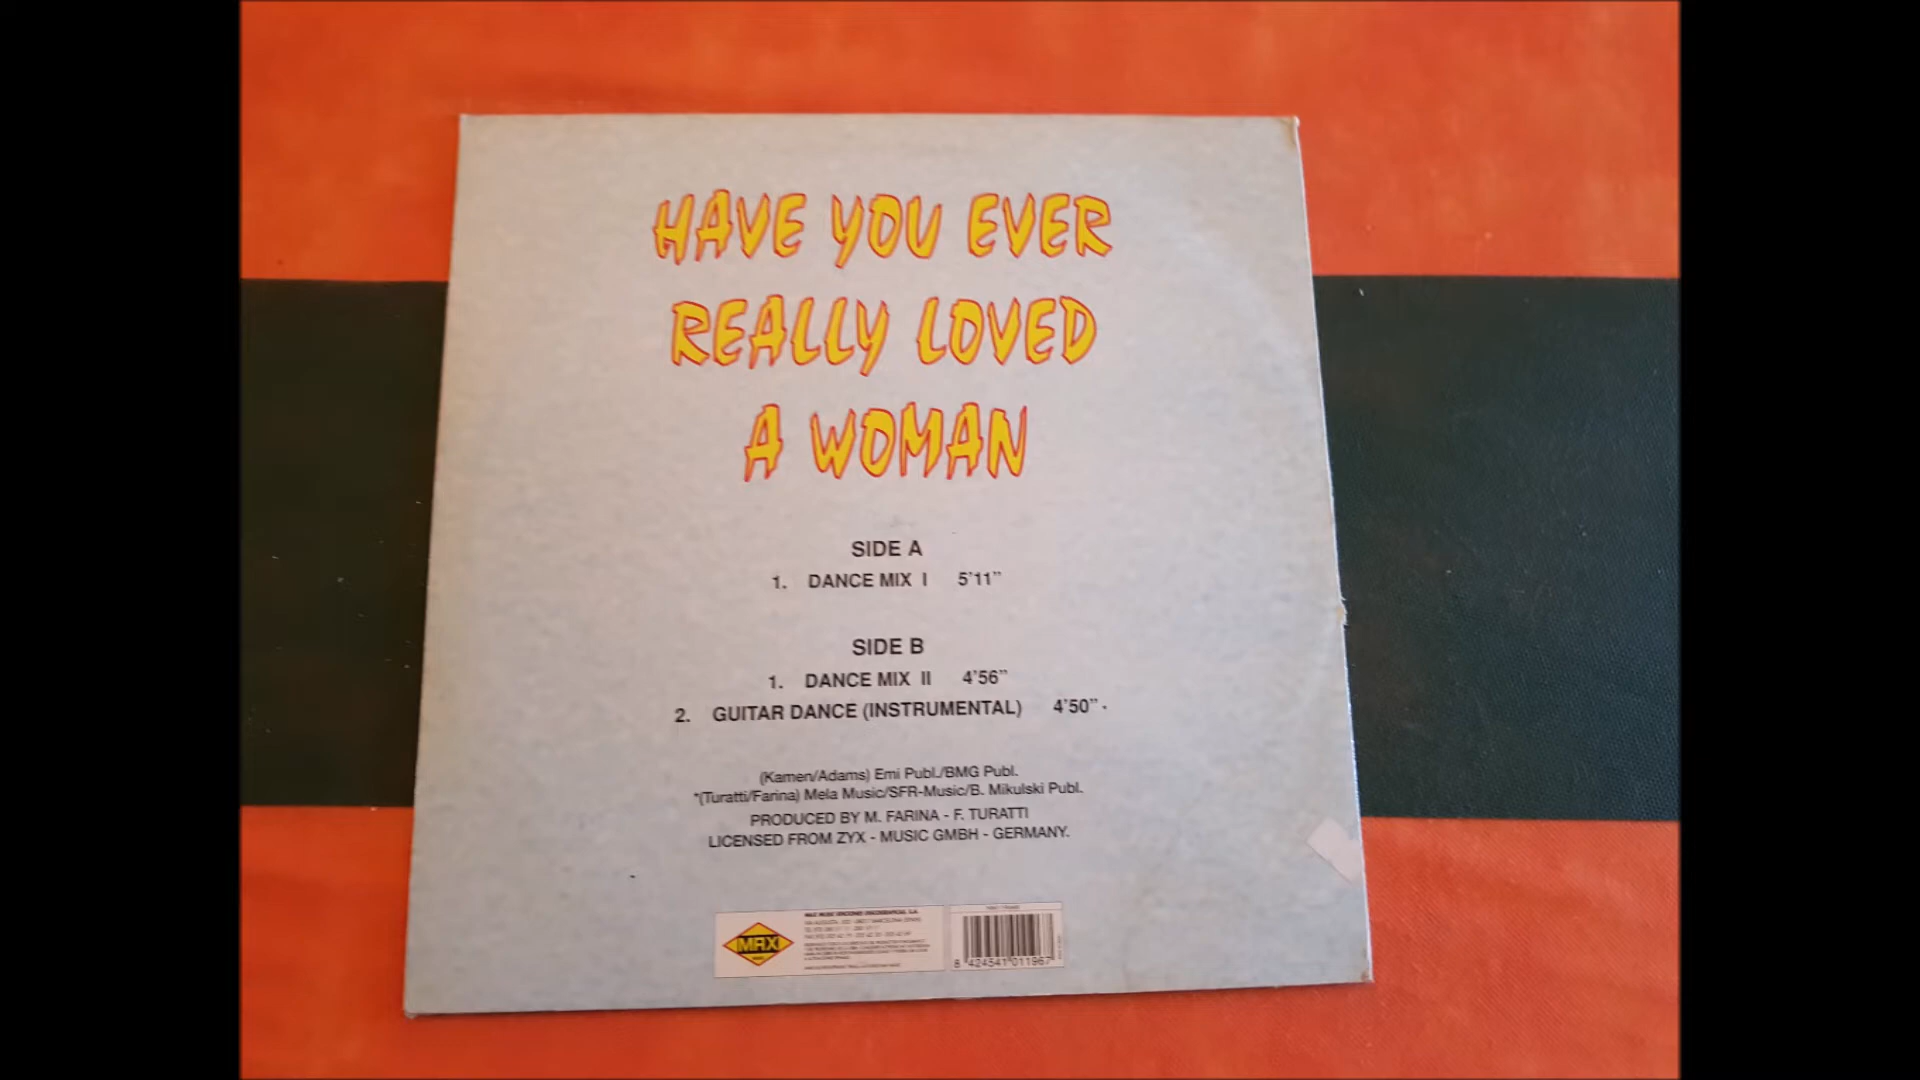 HAVE YOU EVER
REALLY LOVED
A WOMAN
SIDE A
1. DANCE MIX I 5'11"
SIDE B
1. DANCE MIX II 4'56"
2. GUITAR DANCE (INSTRUMENTAL) 4'50" .
(Kamen/Adams) Emi Publ./BMG Publ.
*(Turatti/Farina) Mela Music/SFR-Music/B. Mikulski Publ.
PRODUCED BY M. FARINA - F. TURATTI
LICENSED FROM ZYX - MUSIC GMBH - GERMANY.
MAX
8 424541 011967